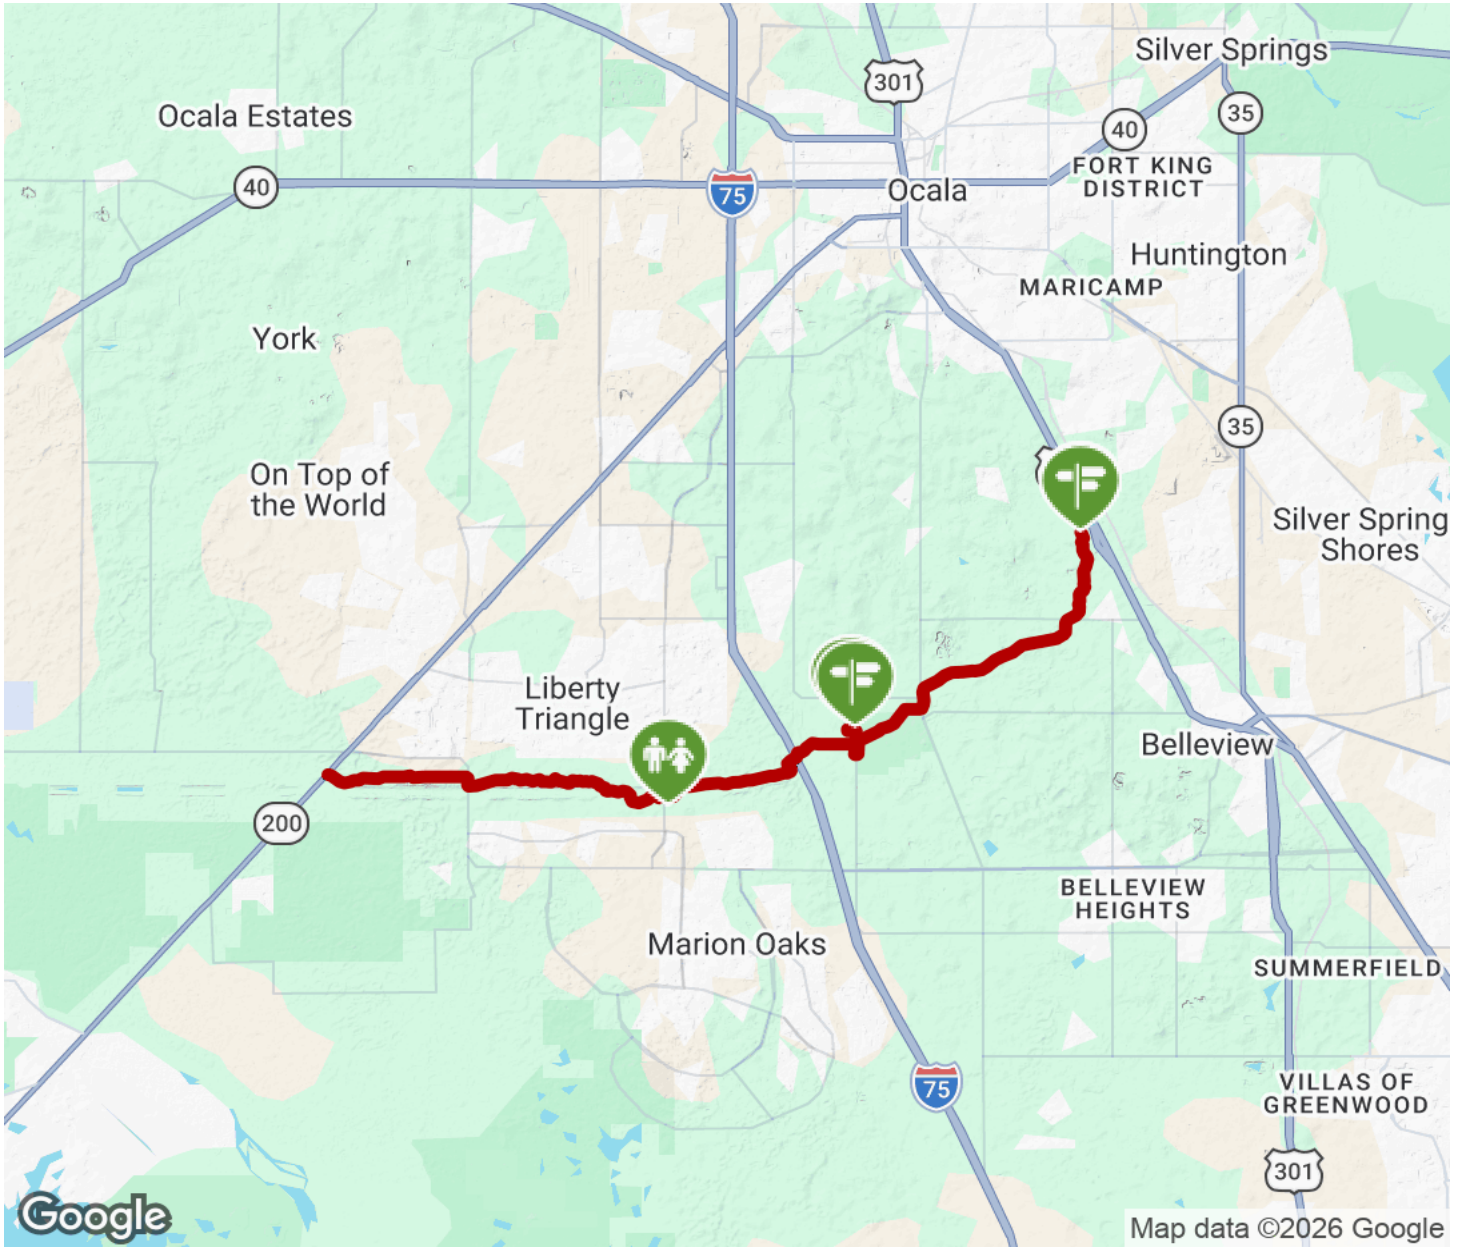 Silver Springs
301
Ocala Estates
35
40
FORT KING
DISTRICT
40
75
Ocala
Huntington
MARICAMP
York
35
On Top of
the World
Silver Spring
Shores
Liberty
Triangle
Belleview
200
BELLEVIEW
HEIGHTS
Marion Oaks
SUMMERFIELD
75
VILLAS OF
GREENWOOD
301
Google
Map data ©2026 Google